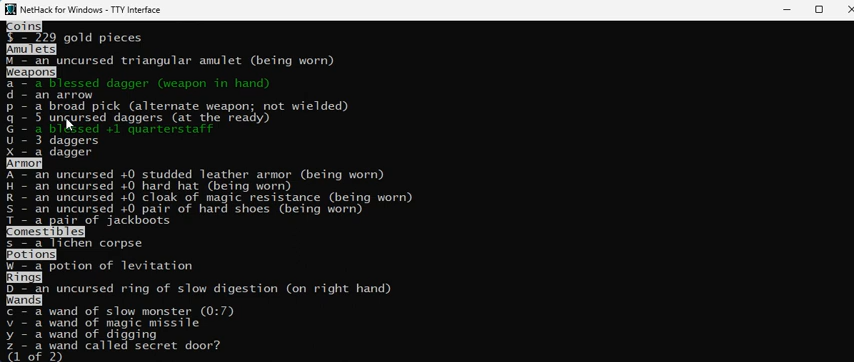 NetHack for Windows - TTY Interface
Coins
$ - 229 gold pieces
Amulets
M - an uncursed triangular amulet (being worn)
Weapons
a - a blessed dagger (weapon in hand)
d - an arrow
p - a broad pick (alternate weapon; not wielded)
q - 5 uncursed daggers (at the ready)
G - a blessed +1 quarterstaff
U - 3 daggers
X - a dagger
Armor
A - an uncursed +0 studded leather armor (being worn)
H - an uncursed +0 hard hat (being worn)
R - an uncursed +0 cloak of magic resistance (being worn)
S - an uncursed +0 pair of hard shoes (being worn)
T - a pair of jackboots
Comestibles
s - a lichen corpse
Potions
W - a potion of levitation
Rings
D - an uncursed ring of slow digestion (on right hand)
Wands
c - a wand of slow monster (0:7)
v - a wand of magic missile
y - a wand of digging
z - a wand called secret door?
(1 of 2)